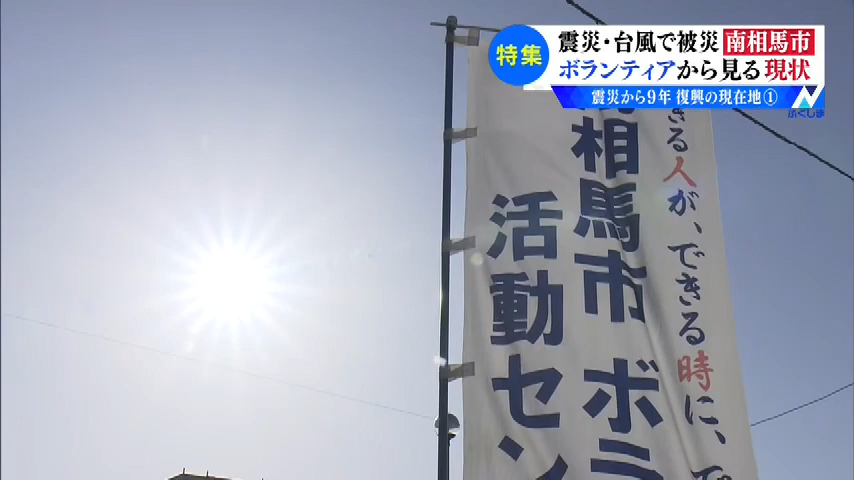 特集
震災・台風で被災 南相馬市
ボランティアから見る現状
震災から9年 復興の現在地①
N
ふくしま
きる人が、できる時に、で
相馬市 ボラ
活動セン